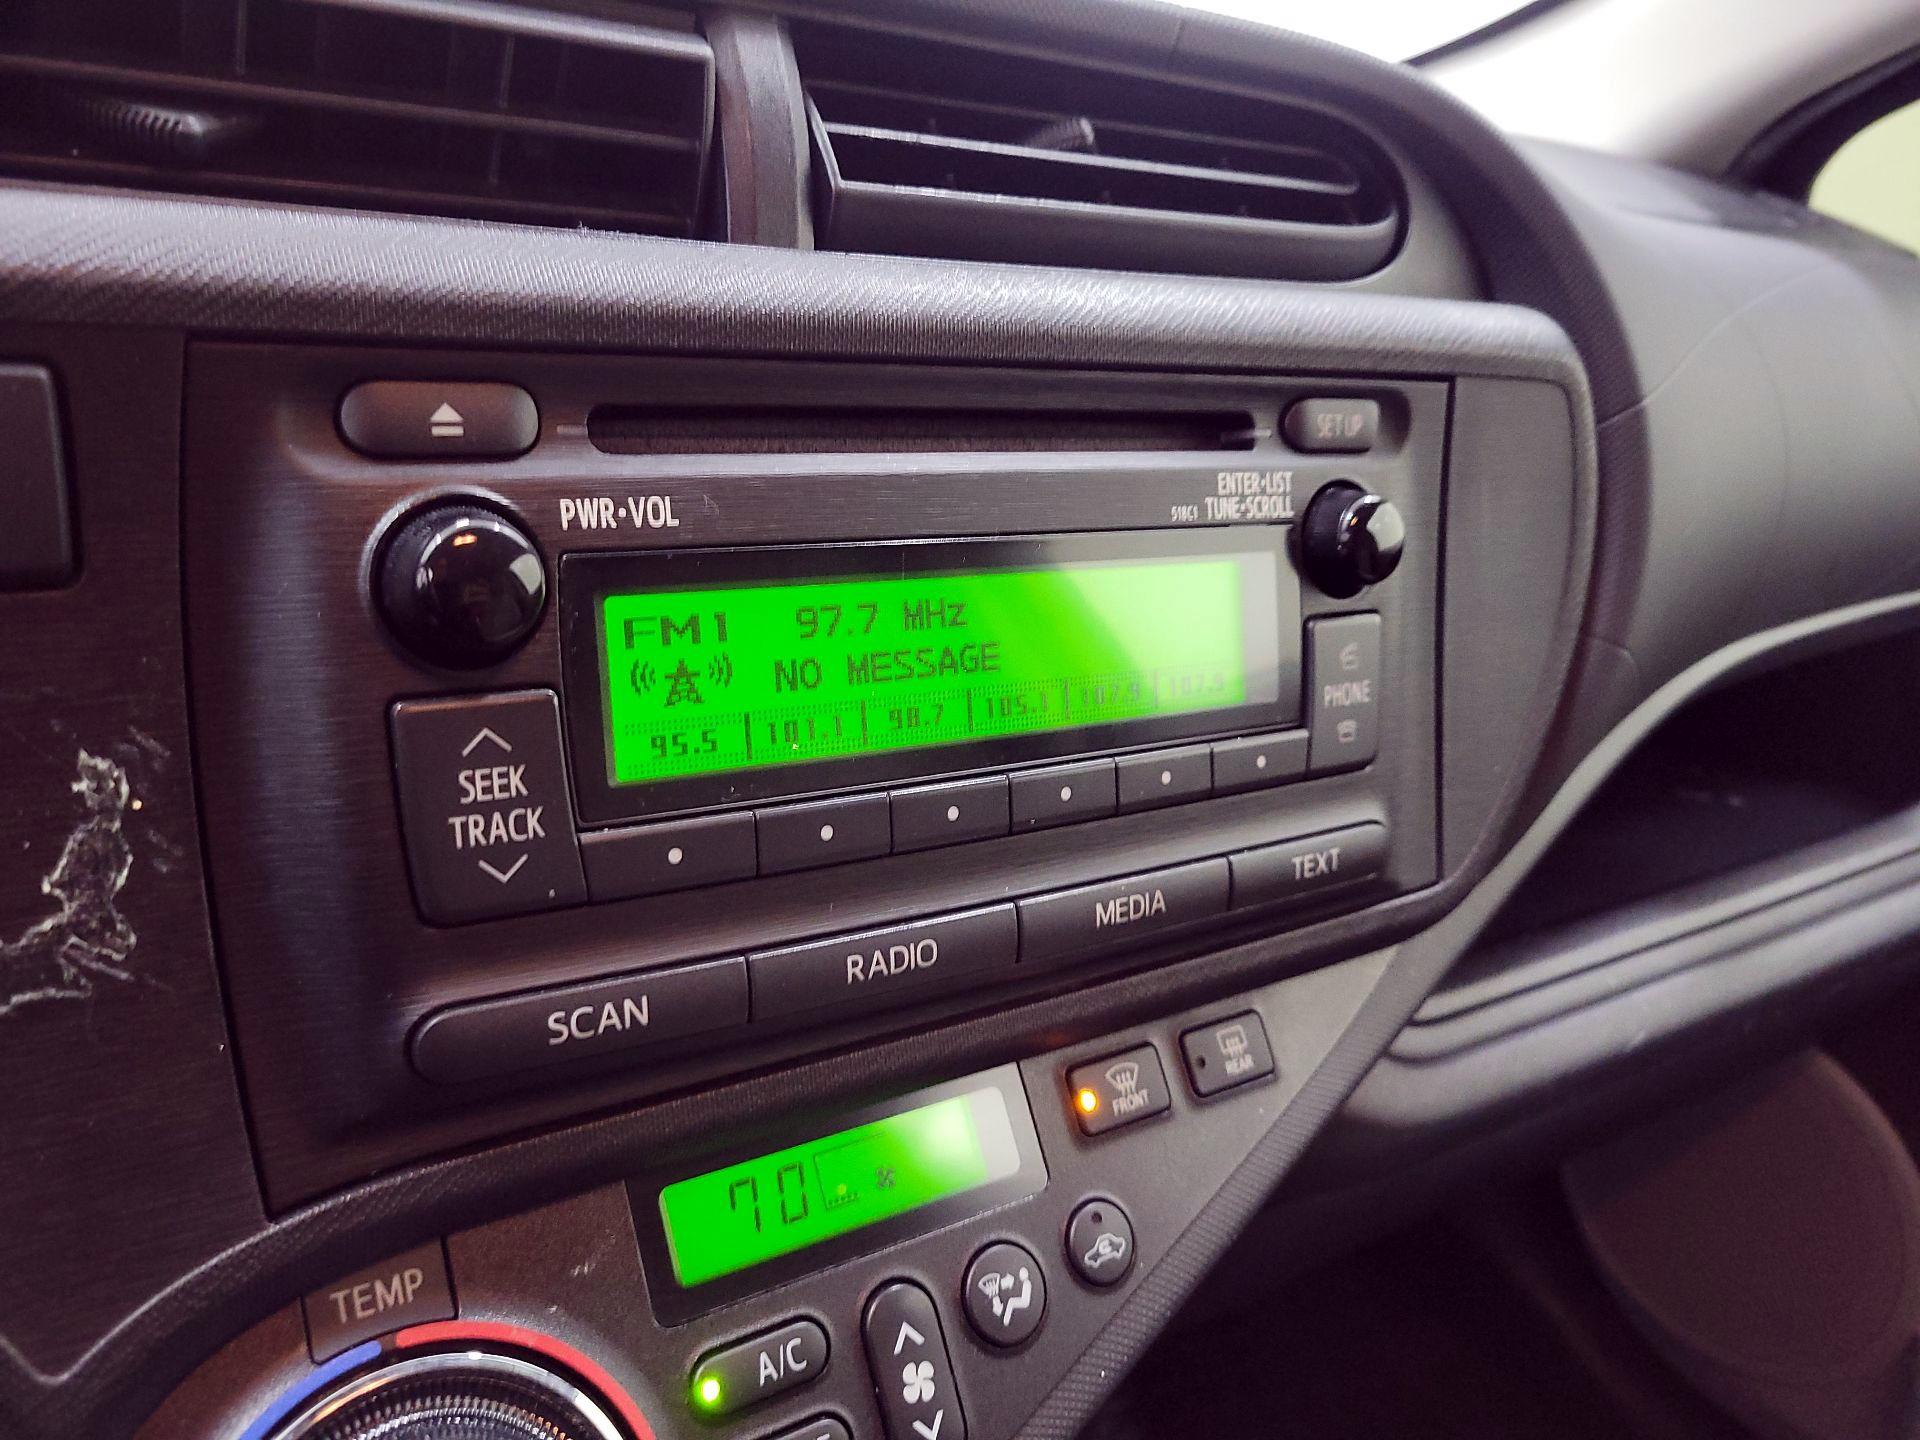 SET UP
PWR•VOL
ENTER•LIST
518C1 TUNE•SCROLL
FM1 97.7 MHz
NO MESSAGE
95.5 101.1 98.7 105.1 107.9 107.9
PHONE
SEEK
TRACK
TEXT
MEDIA
RADIO
SCAN
FRONT
REAR
70
TEMP
A/C